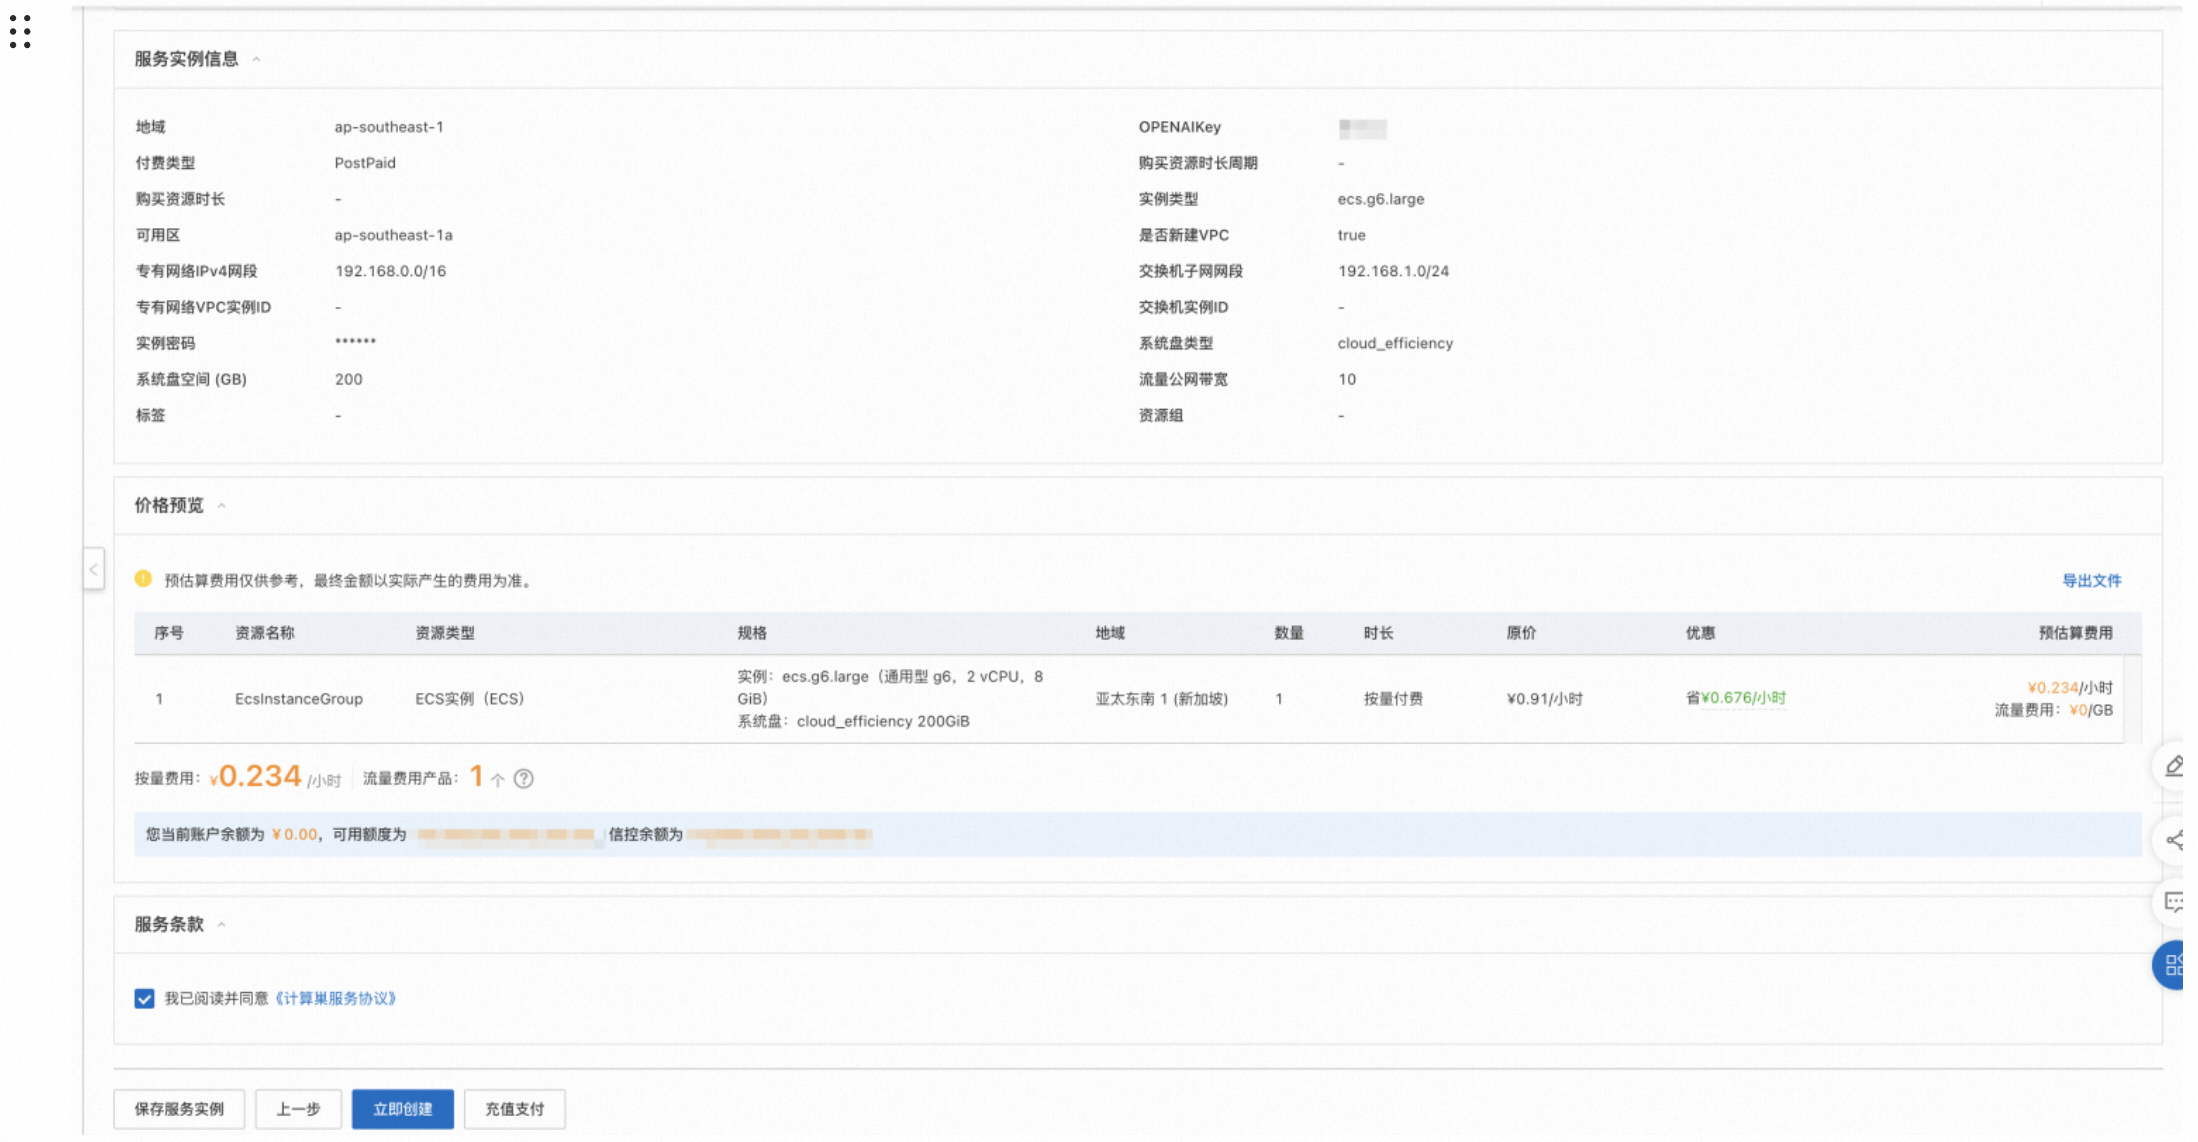 服务实例信息
地域 ap-southeast-1 OPENAIKey
付费类型 PostPaid 购买资源时长周期 -
购买资源时长 - 实例类型 ecs.g6.large
可用区 ap-southeast-1a 是否新建VPC true
专有网络IPv4网段 192.168.0.0/16 交换机子网网段 192.168.1.0/24
专有网络VPC实例ID - 交换机实例ID -
实例密码 ****** 系统盘类型 cloud_efficiency
系统盘空间 (GB) 200 流量公网带宽 10
标签 - 资源组 -
价格预览
预估算费用仅供参考，最终金额以实际产生的费用为准。 导出文件
序号 资源名称 资源类型 规格 地域 数量 时长 原价 优惠 预估算费用
1 EcsInstanceGroup ECS实例（ECS） 实例：ecs.g6.large（通用型 g6，2 vCPU，8
GiB）
系统盘：cloud_efficiency 200GiB
亚太东南 1 (新加坡) 1 按量付费 ¥0.91/小时 省¥0.676/小时 ¥0.234/小时
流量费用：¥0/GB
按量费用：¥0.234 /小时 流量费用产品：1 个 ?
您当前账户余额为 ¥0.00，可用额度为 信控余额为
服务条款
我已阅读并同意《计算巢服务协议》
保存服务实例 上一步 立即创建 充值支付